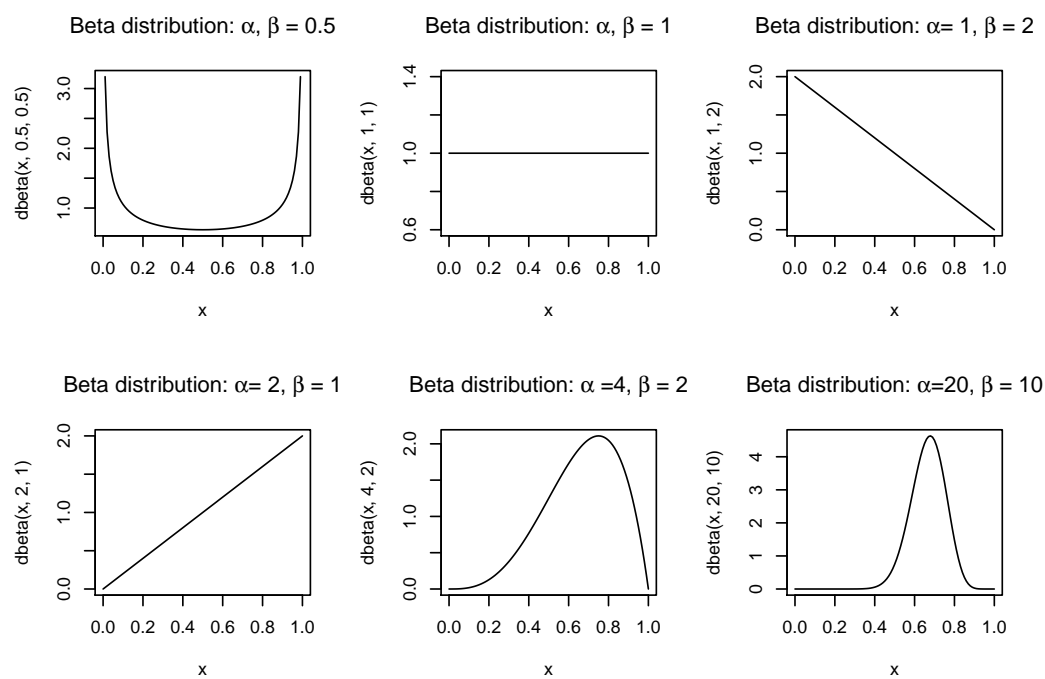 Beta distribution: α, β = 0.5
dbeta(x, 0.5, 0.5)
3.0
2.0
1.0
0.0 0.2 0.4 0.6 0.8 1.0
x
Beta distribution: α, β = 1
dbeta(x, 1, 1)
1.4
1.0
0.6
0.0 0.2 0.4 0.6 0.8 1.0
x
Beta distribution: α= 1, β = 2
dbeta(x, 1, 2)
2.0
1.0
0.0
0.0 0.2 0.4 0.6 0.8 1.0
x
Beta distribution: α= 2, β = 1
dbeta(x, 2, 1)
2.0
1.0
0.0
0.0 0.2 0.4 0.6 0.8 1.0
x
Beta distribution: α =4, β = 2
dbeta(x, 4, 2)
2.0
1.0
0.0
0.0 0.2 0.4 0.6 0.8 1.0
x
Beta distribution: α=20, β = 10
dbeta(x, 20, 10)
4
3
2
1
0
0.0 0.2 0.4 0.6 0.8 1.0
x